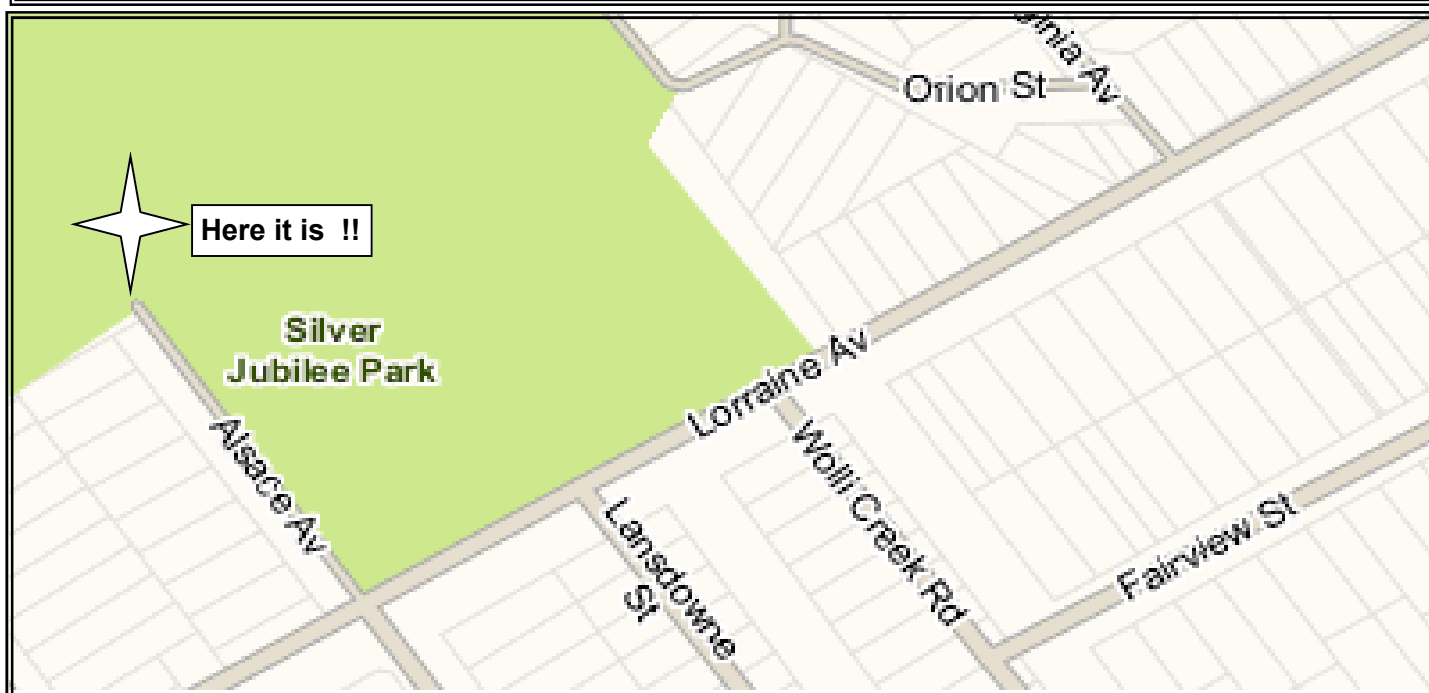 Orion St
Here it is !!
Silver
Jubilee Park
Lorraine Av
Alsace Av
Wolli Creek Rd
Lansdowne
St
Fairview St
Av